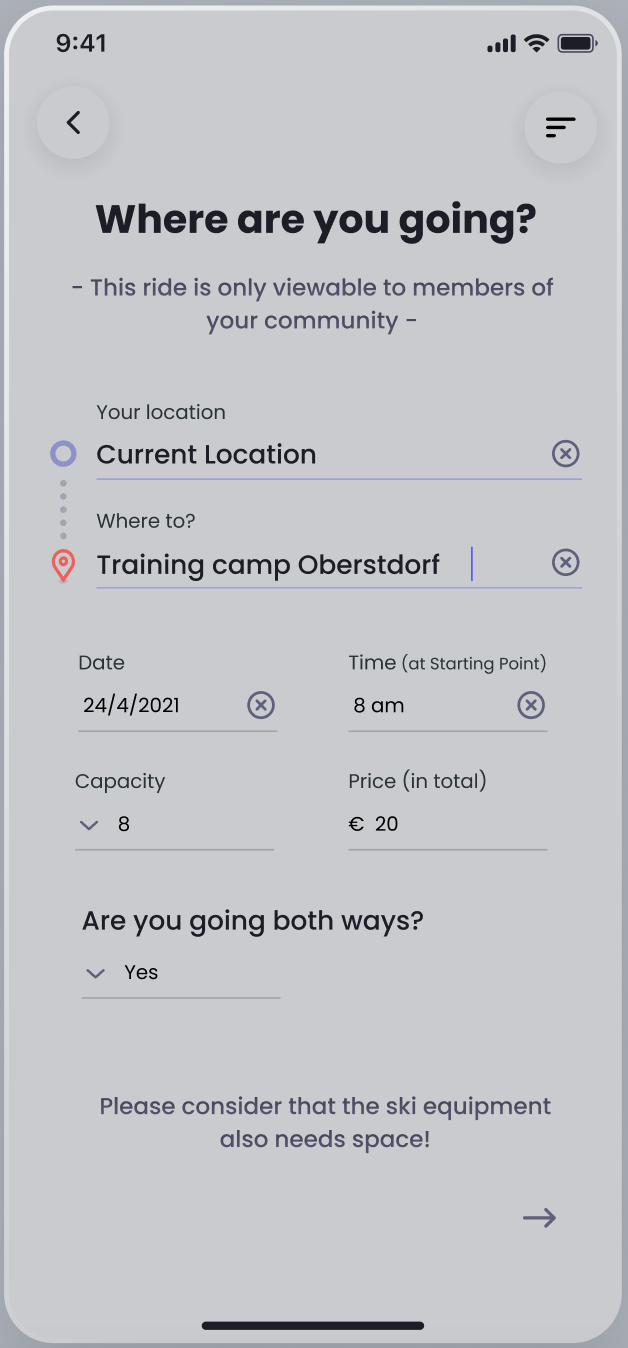 9:41
Where are you going?
- This ride is only viewable to members of
your community -
Your location
Current Location
Where to?
Training camp Oberstdorf
Date
Time (at Starting Point)
24/4/2021
8 am
Capacity
Price (in total)
8
€ 20
Are you going both ways?
Yes
Please consider that the ski equipment
also needs space!